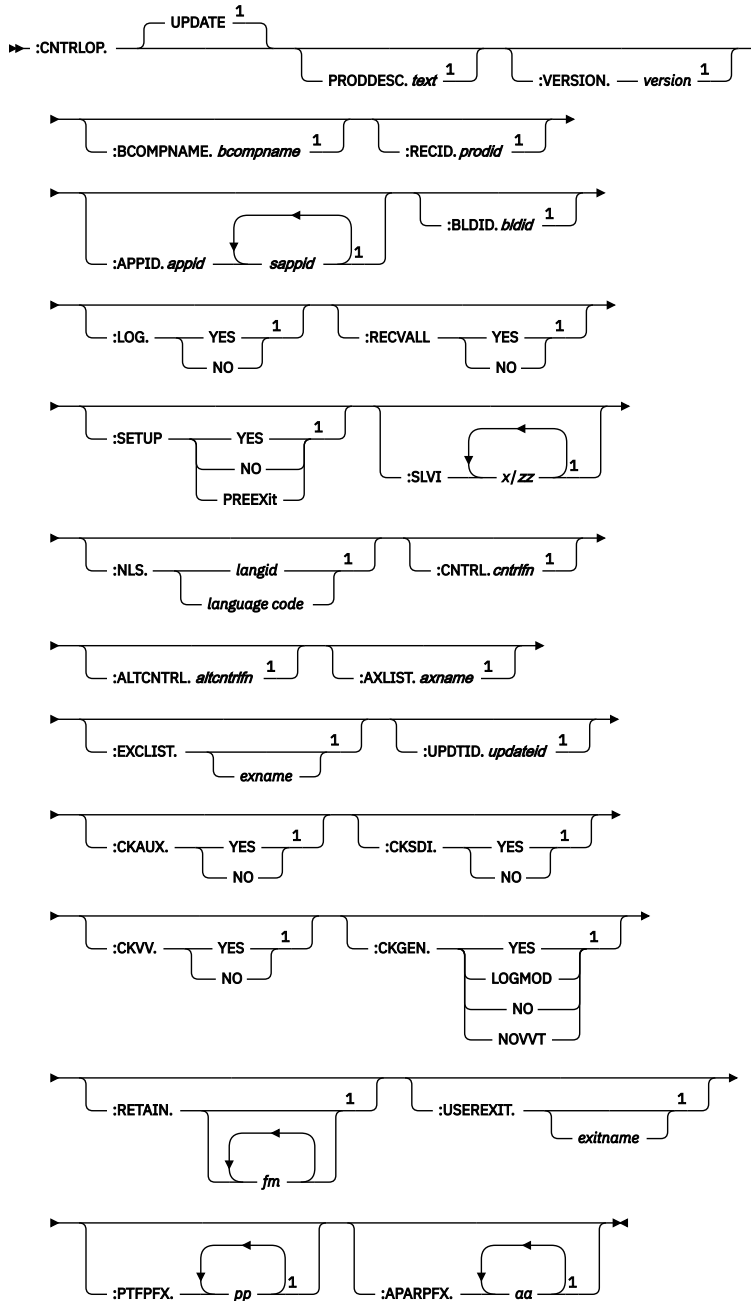 UPDATE 1
:CNTRLOP.
PRODDESC. text 1
:VERSION. version 1
:BCOMPNAME. bcompname 1
:RECID. prodid 1
:APPID. appid sappid 1
:BLDID. bldid 1
:LOG. YES 1
NO
:RECVALL YES 1
NO
:SETUP YES 1
NO
PREEXit
:SLVI x/zz 1
:NLS. langid 1
language code
:CNTRL. cntrlfn 1
:ALTCNTRL. altcntrlfn 1
:AXLIST. axname 1
:EXCLIST. 1
exname
:UPDTID. updateid 1
:CKAUX. YES 1
NO
:CKSDI. YES 1
NO
:CKVV. YES 1
NO
:CKGEN. YES 1
LOGMOD
NO
NOVVT
:RETAIN. 1
fm
:USEREXIT. 1
exitname
:PTFPFX. pp 1
:APARPFX. aa 1